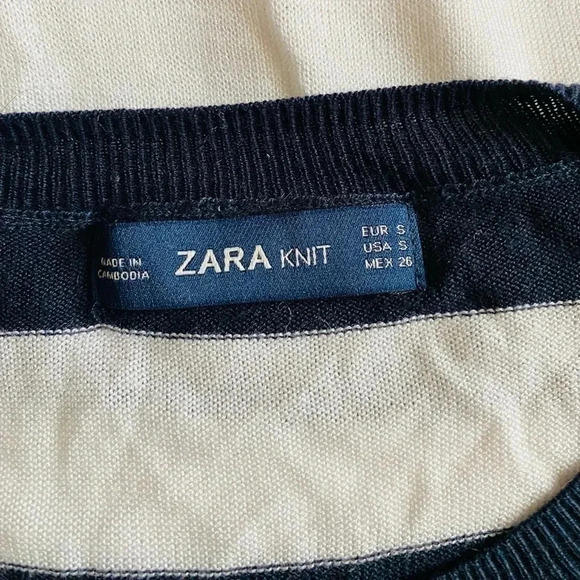 MADE IN
CAMBODIA
ZARA KNIT
EUR S
USA S
MEX 26